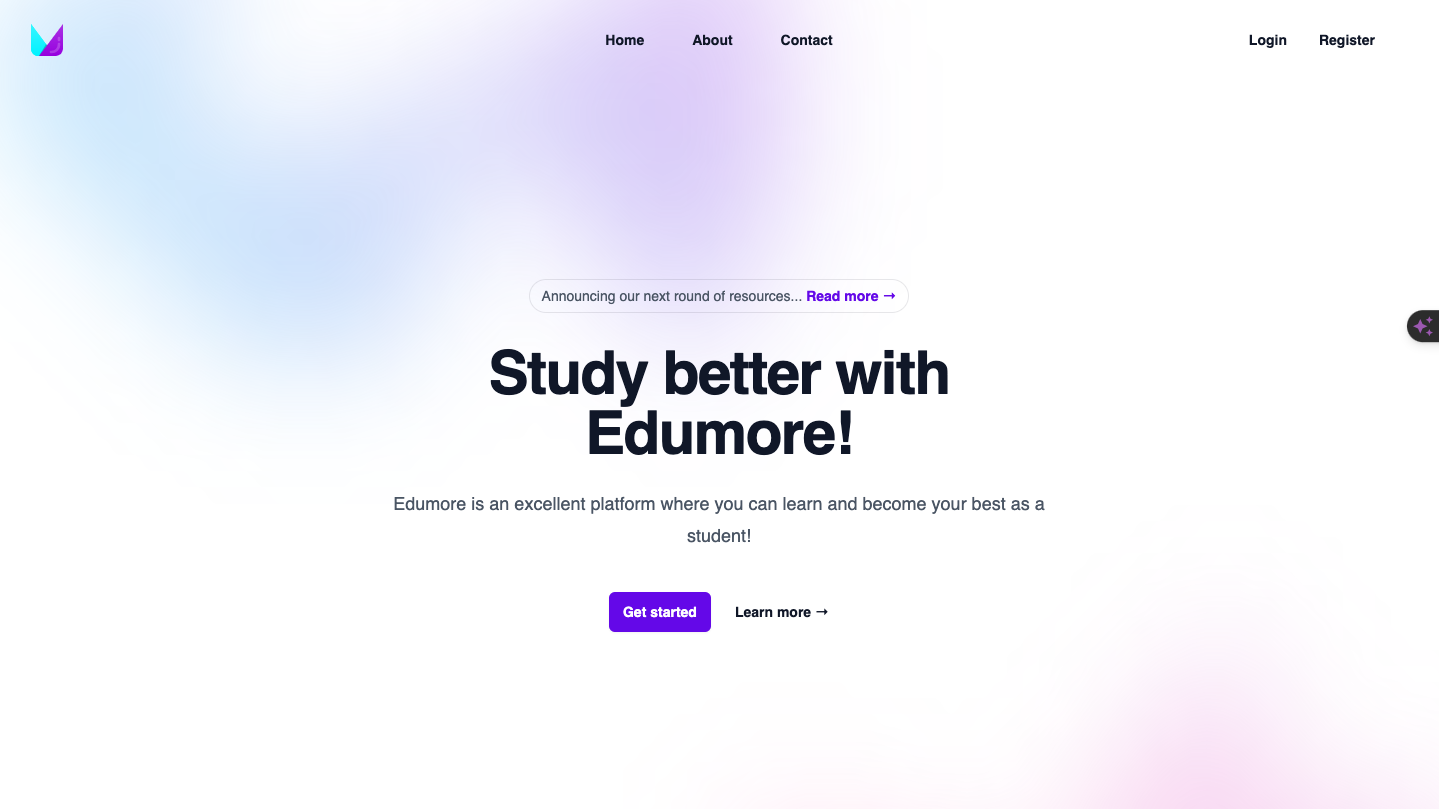 Home About Contact Login Register
Announcing our next round of resources... Read more →
Study better with
Edumore!
Edumore is an excellent platform where you can learn and become your best as a
student!
Get started Learn more →